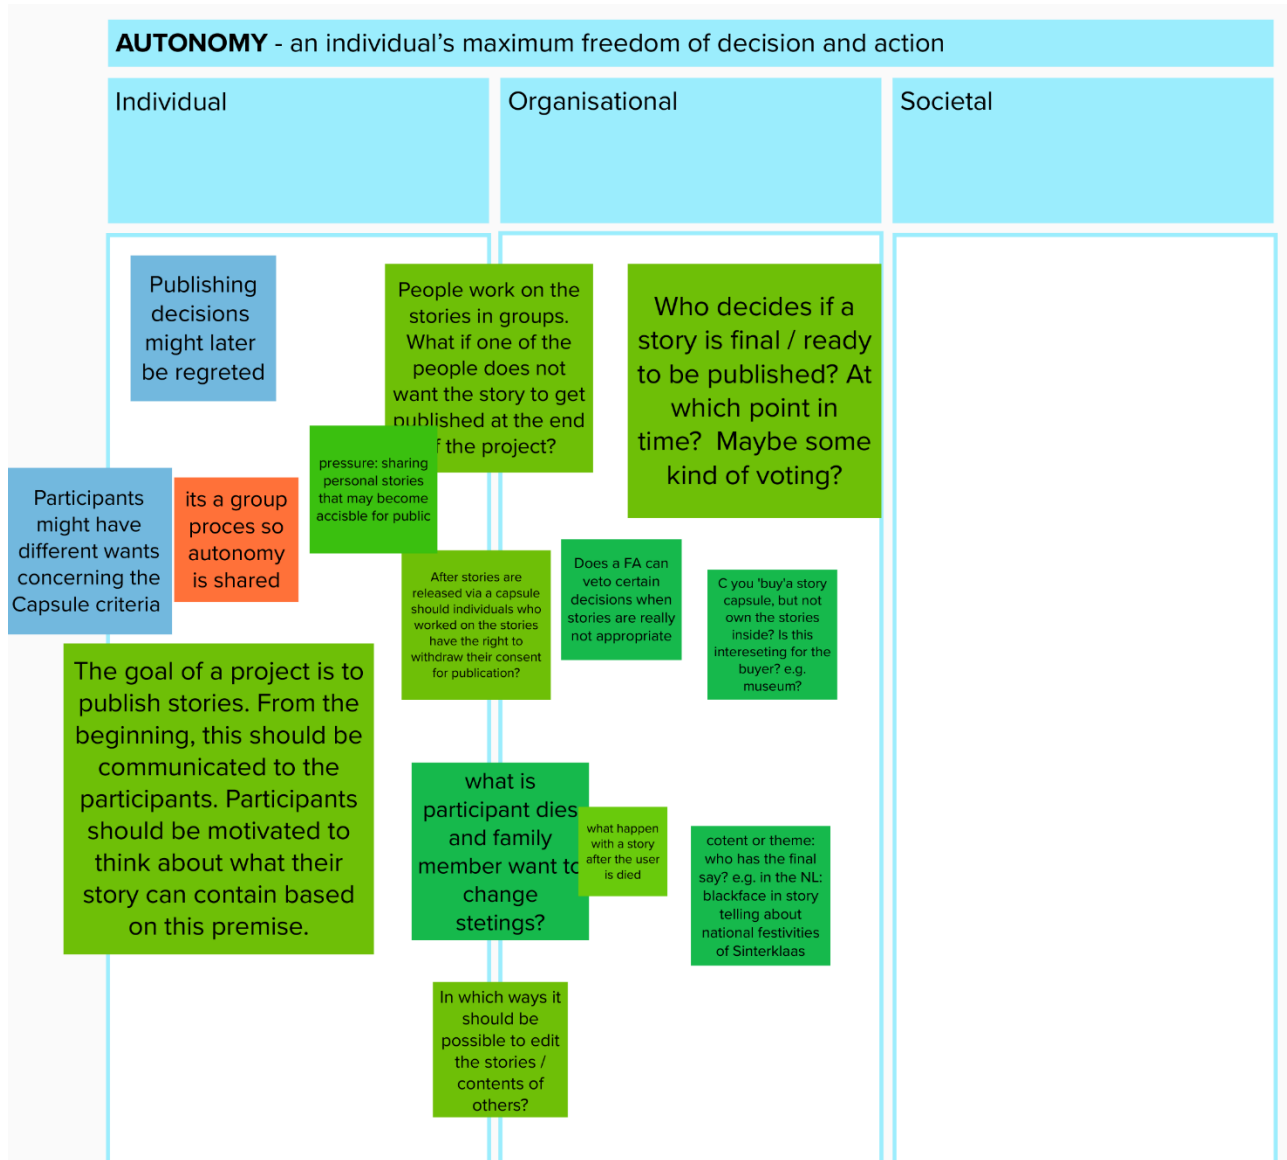 AUTONOMY - an individual's maximum freedom of decision and action
Individual
Organisational
Societal
Publishing
decisions
might later
be regreted
People work on the
stories in groups.
What if one of the
people does not
want the story to get
published at the end
f the project?
Who decides if a
story is final / ready
to be published? At
which point in
time? Maybe some
kind of voting?
pressure: sharing
personal stories
that may become
accisble for public
Participants
might have
different wants
concerning the
Capsule criteria
its a group
proces so
autonomy
is shared
After stories are
released via a capsule
should individuals who
worked on the stories
have the right to
withdraw their consent
for publication?
Does a FA can
veto certain
decisions when
stories are really
not appropriate
C you 'buy'a story
capsule, but not
own the stories
inside? Is this
intereseting for the
buyer? e.g.
museum?
The goal of a project is to
publish stories. From the
beginning, this should be
communicated to the
participants. Participants
should be motivated to
think about what their
story can contain based
on this premise.
what is
participant dies
and family
member want to
change
stetings?
what happen
with a story
after the user
is died
cotent or theme:
who has the final
say? e.g. in the NL:
blackface in story
telling about
national festivities
of Sinterklaas
In which ways it
should be
possible to edit
the stories /
contents of
others?